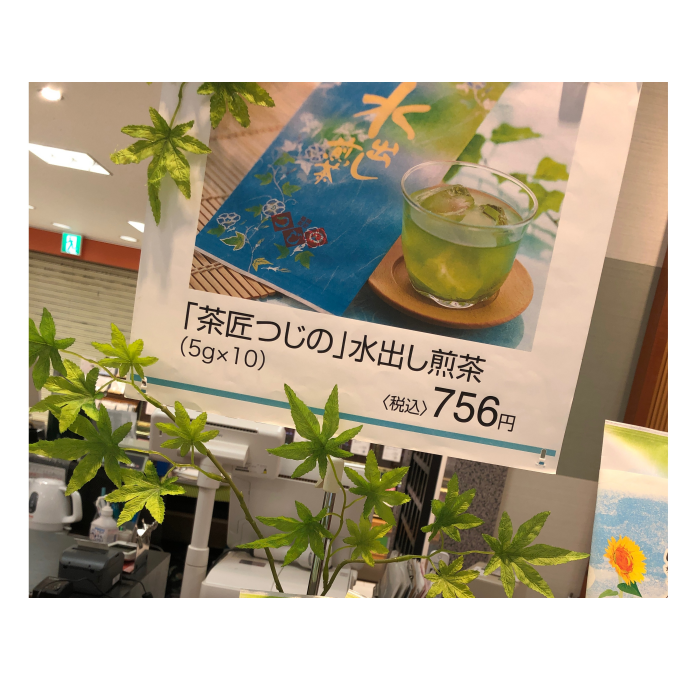 水出し
煎茶
「茶匠つじの」水出し煎茶
(5g×10)
〈税込〉756円